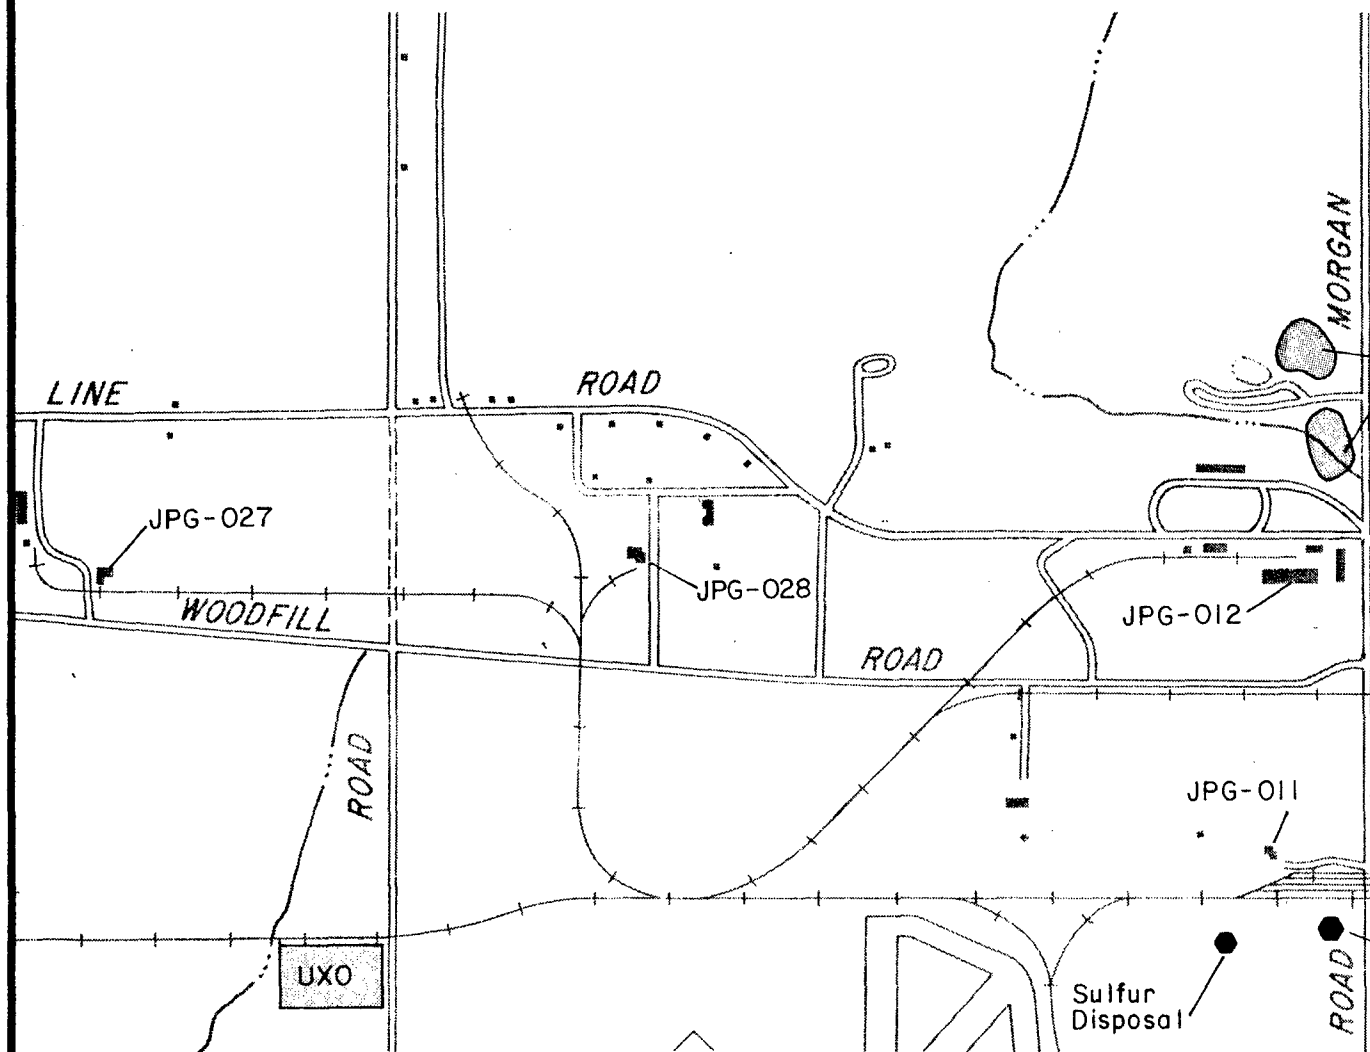 MORGAN
LINE
ROAD
JPG-027
JPG-028
WOODFILL
JPG-012
ROAD
ROAD
JPG-011
UXO
Sulfur
Disposal
ROAD